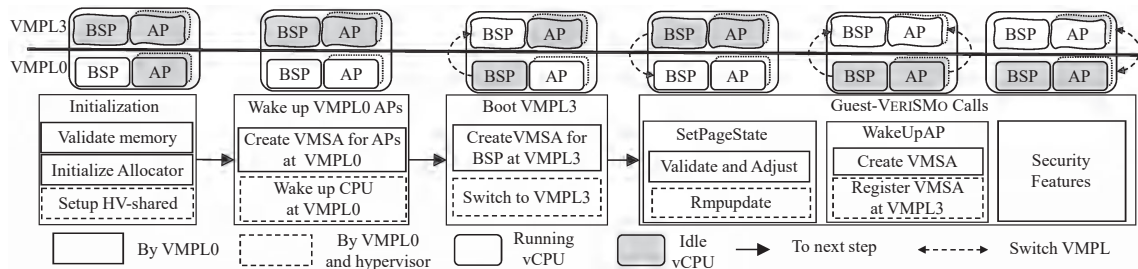 VMPL3
BSP AP
BSP AP
BSP AP
BSP AP
BSP AP
BSP AP
VMPL0
BSP AP
BSP AP
BSP AP
BSP AP
BSP AP
BSP AP
Initialization
Validate memory
Initialize Allocator
Setup HV-shared
Wake up VMPL0 APs
Create VMSA for APs
at VMPL0
Wake up CPU
at VMPL0
Boot VMPL3
CreateVMSA for
BSP at VMPL3
Switch to VMPL3
Guest-VERISMO Calls
SetPageState
Validate and Adjust
Rmpupdate
WakeUpAP
Create VMSA
Register VMSA
at VMPL3
Security
Features
By VMPL0
By VMPL0
and hypervisor
Running
vCPU
Idle
vCPU
To next step
Switch VMPL